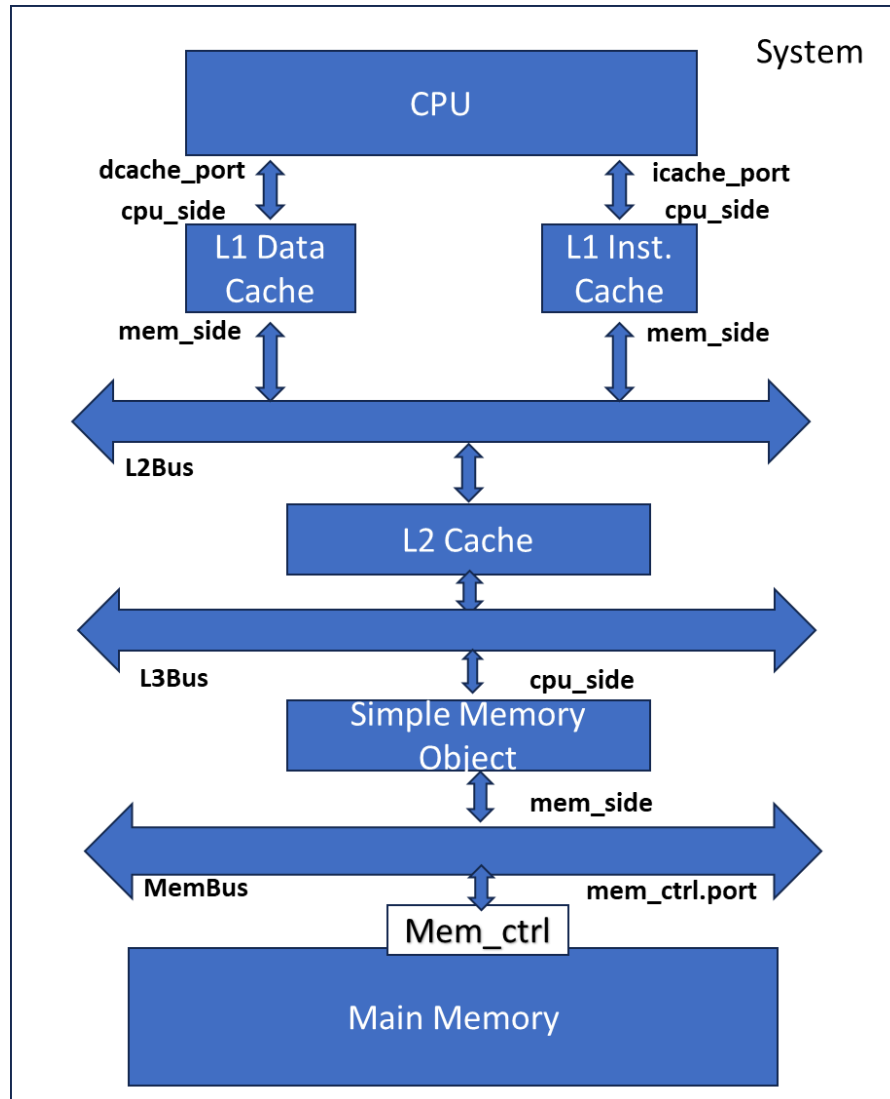 System
CPU
dcache_port
icache_port
cpu_side
cpu_side
L1 Data
Cache
L1 Inst.
Cache
mem_side
mem_side
L2Bus
L2 Cache
L3Bus
cpu_side
Simple Memory
Object
mem_side
MemBus
mem_ctrl.port
Mem_ctrl
Main Memory